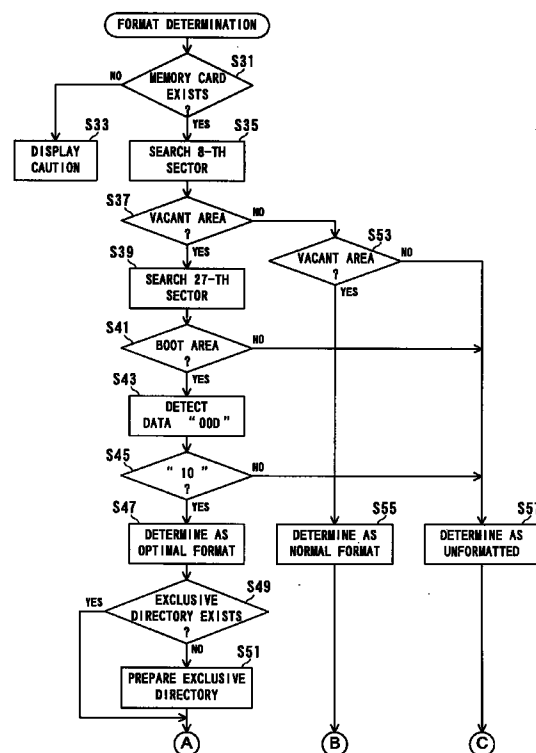 FORMAT DETERMINATION
S31
NO
MEMORY CARD
EXISTS
?
YES
S33
DISPLAY
CAUTION
S35
SEARCH 8-TH
SECTOR
S37
VACANT AREA
?
NO
YES
S53
VACANT AREA
?
NO
YES
S39
SEARCH 27-TH
SECTOR
S41
BOOT AREA
?
NO
YES
S43
DETECT
DATA "00D"
S45
"10"
?
NO
YES
S47
DETERMINE AS
OPTIMAL FORMAT
S55
DETERMINE AS
NORMAL FORMAT
S57
DETERMINE AS
UNFORMATTED
S49
YES
EXCLUSIVE
DIRECTORY EXISTS
?
NO
S51
PREPARE EXCLUSIVE
DIRECTORY
A
B
C